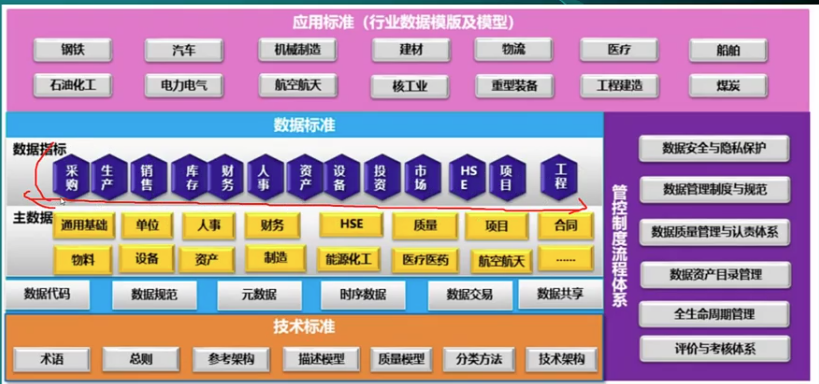 应用标准（行业数据模版及模型）
钢铁 汽车 机械制造 建材 物流 医疗 船舶
石油化工 电力电气 航空航天 核工业 重型装备 工程建造 煤炭
数据标准
数据指标
采购 生产 销售 库存 财务 人事 资产 设备 投资 市场 HSE 项目 工程
主数据
通用基础 单位 人事 财务 HSE 质量 项目 合同
物料 设备 资产 制造 能源化工 医疗医药 航空航天 ......
数据代码 数据规范 元数据 时序数据 数据交易 数据共享
技术标准
术语 总则 参考架构 描述模型 质量模型 分类方法 技术架构
管控制度流程体系
数据安全与隐私保护
数据管理制度与规范
数据质量管理与认责体系
数据资产目录管理
全生命周期管理
评价与考核体系